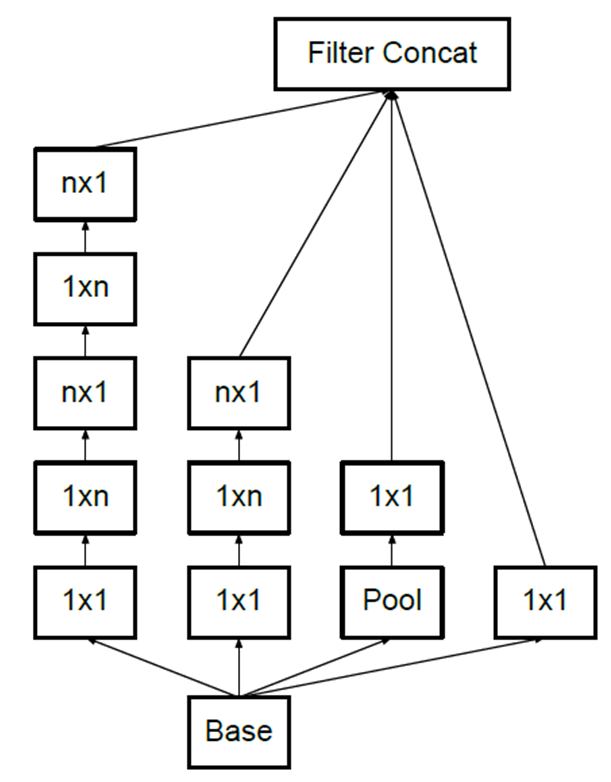 Filter Concat
nx1
1xn
nx1
nx1
1xn
1xn
1x1
1x1
1x1
Pool
1x1
Base